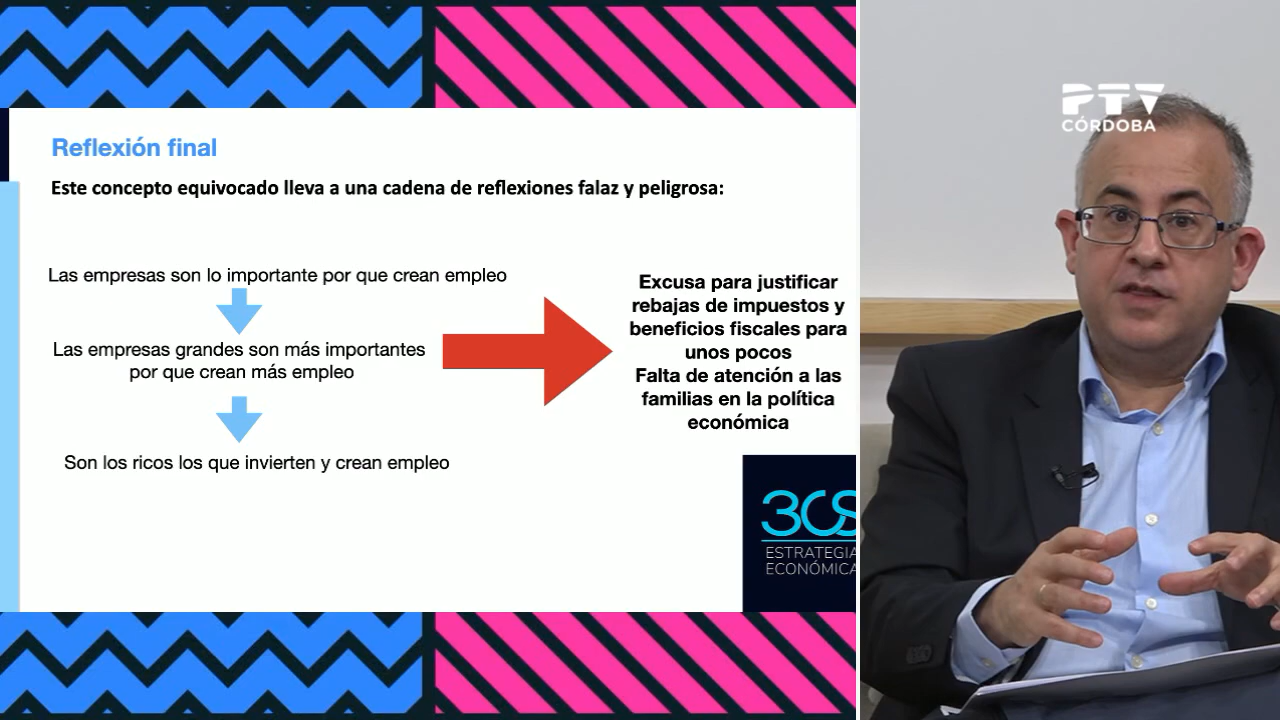 Reflexión final
Este concepto equivocado lleva a una cadena de reflexiones falaz y peligrosa:
Las empresas son lo importante por que crean empleo
Las empresas grandes son más importantes
por que crean más empleo
Son los ricos los que invierten y crean empleo
Excusa para justificar
rebajas de impuestos y
beneficios fiscales para
unos pocos
Falta de atención a las
familias en la política
económica
3CS
ESTRATEGIA
ECONÓMICA
PTV
CÓRDOBA